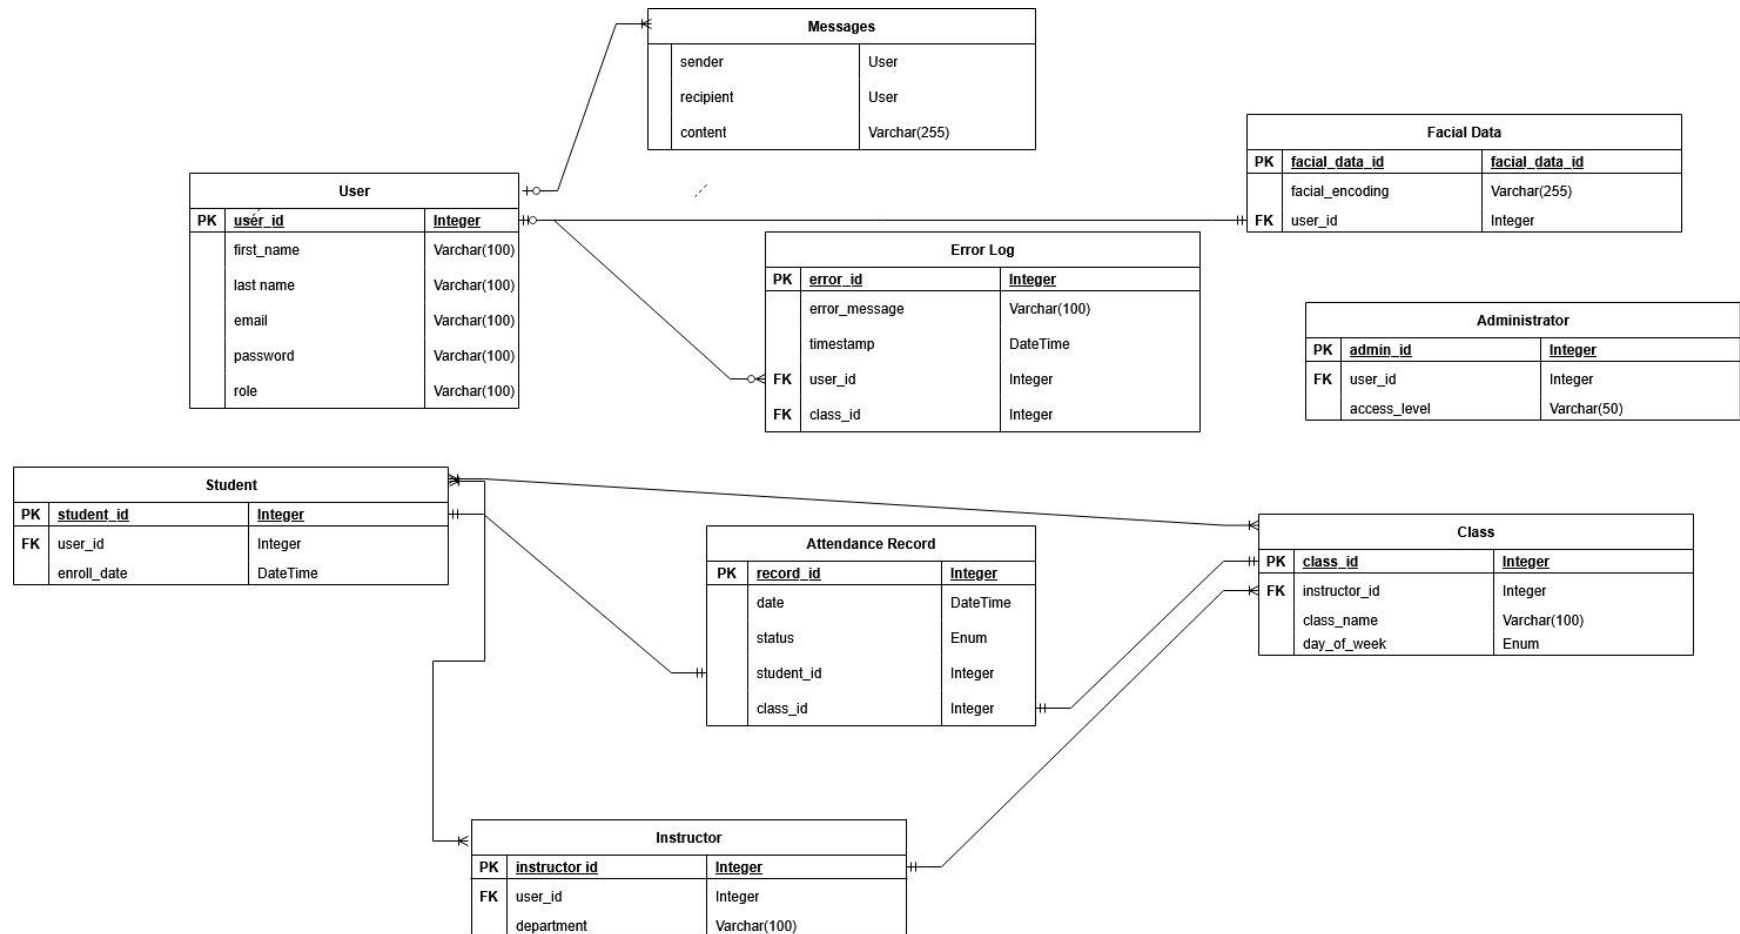 Messages
sender User
recipient User
content Varchar(255)
Facial Data
PK facial_data_id facial_data_id
facial_encoding Varchar(255)
FK user_id Integer
User
PK user_id Integer
first_name Varchar(100)
last name Varchar(100)
email Varchar(100)
password Varchar(100)
role Varchar(100)
Error Log
PK error_id Integer
error_message Varchar(100)
timestamp DateTime
FK user_id Integer
FK class_id Integer
Administrator
PK admin_id Integer
FK user_id Integer
access_level Varchar(50)
Student
PK student_id Integer
FK user_id Integer
enroll_date DateTime
Attendance Record
PK record_id Integer
date DateTime
status Enum
student_id Integer
class_id Integer
Class
PK class_id Integer
FK instructor_id Integer
class_name Varchar(100)
day_of_week Enum
Instructor
PK instructor id Integer
FK user_id Integer
department Varchar(100)